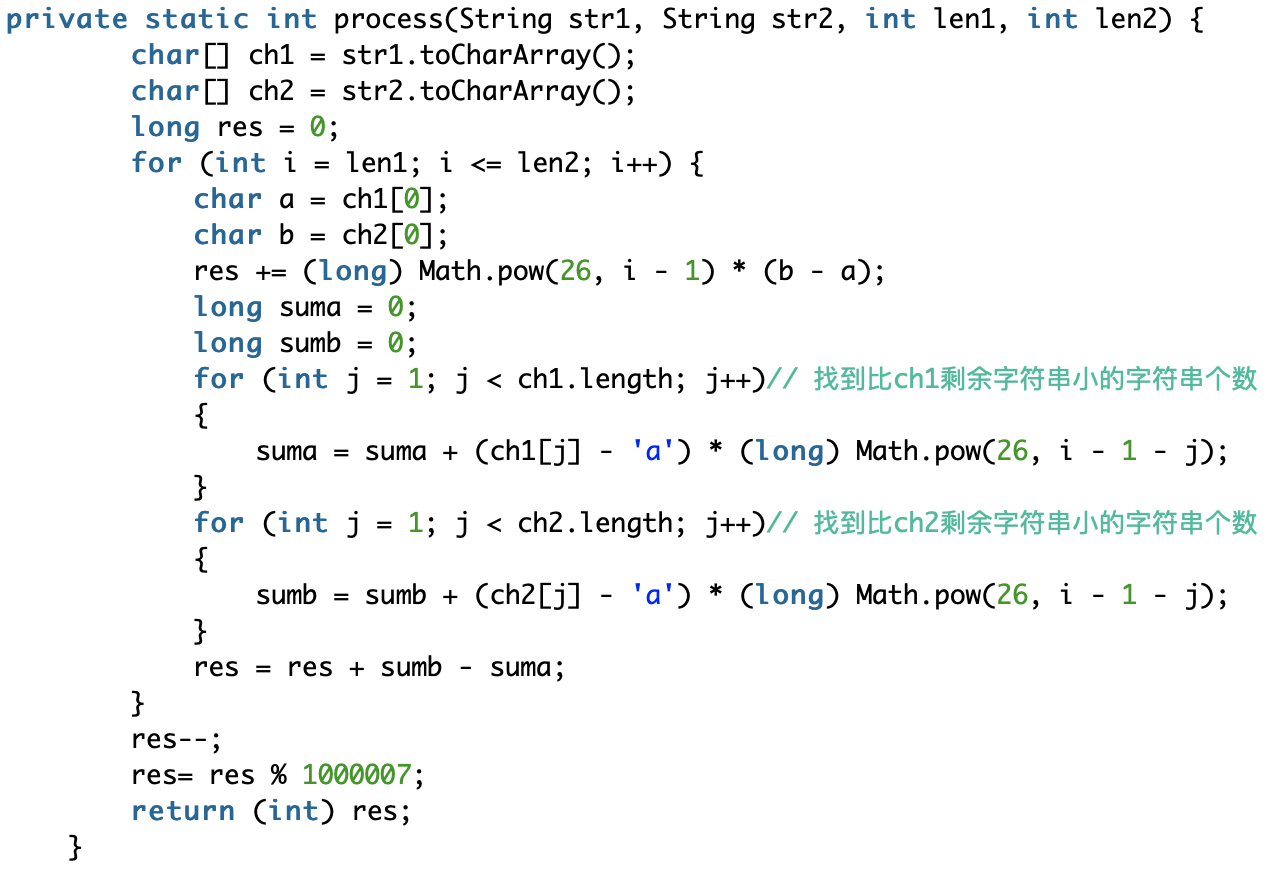 private static int process(String str1, String str2, int len1, int len2) {
        char[] ch1 = str1.toCharArray();
        char[] ch2 = str2.toCharArray();
        long res = 0;
        for (int i = len1; i <= len2; i++) {
            char a = ch1[0];
            char b = ch2[0];
            res += (long) Math.pow(26, i - 1) * (b - a);
            long suma = 0;
            long sumb = 0;
            for (int j = 1; j < ch1.length; j++)// 找到比ch1剩余字符串小的字符串个数
            {
                suma = suma + (ch1[j] - 'a') * (long) Math.pow(26, i - 1 - j);
            }
            for (int j = 1; j < ch2.length; j++)// 找到比ch2剩余字符串小的字符串个数
            {
                sumb = sumb + (ch2[j] - 'a') * (long) Math.pow(26, i - 1 - j);
            }
            res = res + sumb - suma;
        }
        res--;
        res= res % 1000007;
        return (int) res;
    }